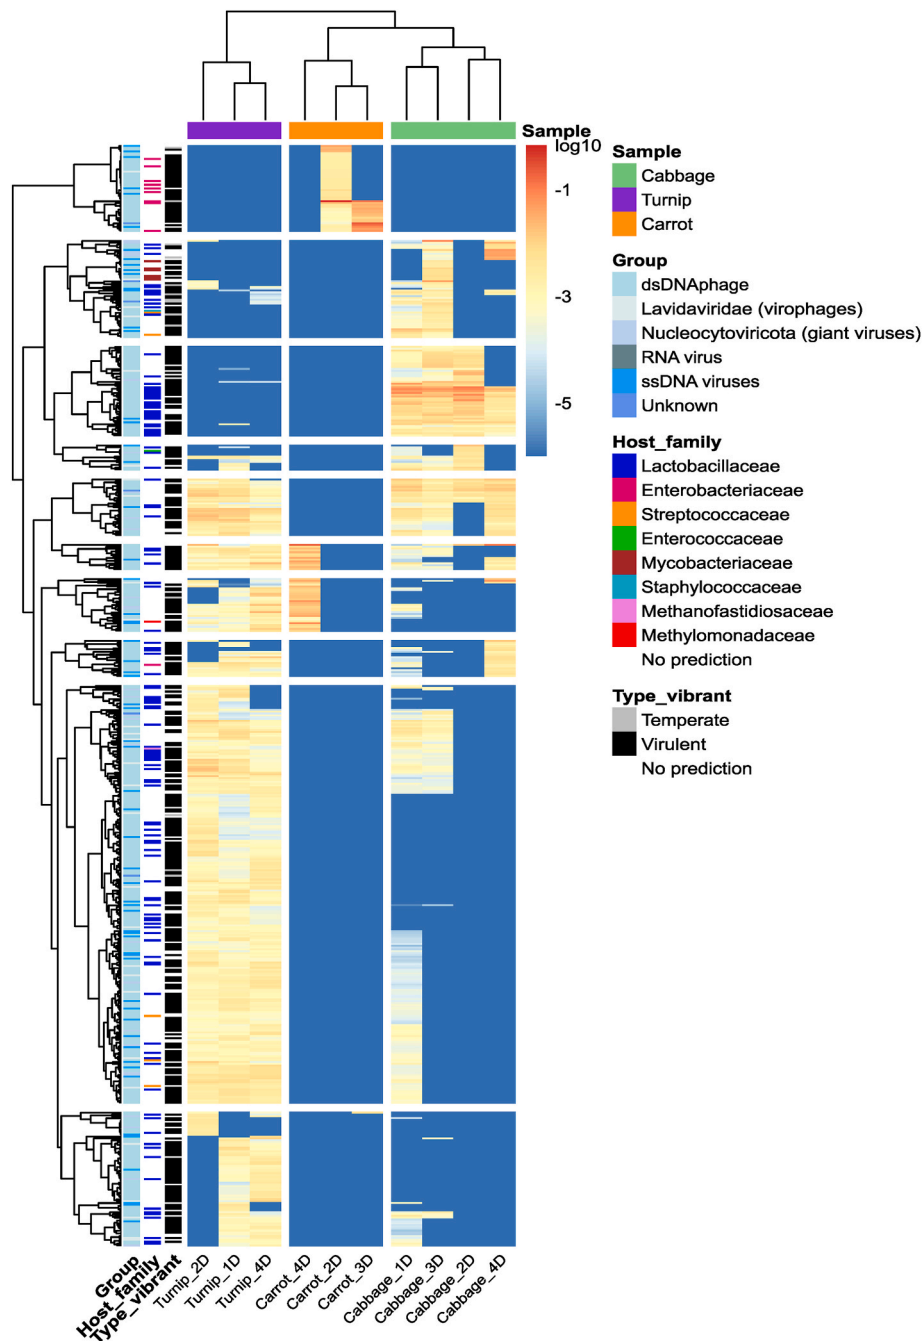 Sample
log10
-1
-3
-5
Sample
Cabbage
Turnip
Carrot
Group
dsDNAphage
Lavidaviridae (virophages)
Nucleocytoviricota (giant viruses)
RNA virus
ssDNA viruses
Unknown
Host_family
Lactobacillaceae
Enterobacteriaceae
Streptococcaceae
Enterococcaceae
Mycobacteriaceae
Staphylococcaceae
Methanofastidiosaceae
Methylomonadaceae
No prediction
Type_vibrant
Temperate
Virulent
No prediction
Group
Host_family
Type_vibrant
Turnip_2D
Turnip_1D
Turnip_4D
Carrot_4D
Carrot_2D
Carrot_3D
Cabbage_1D
Cabbage_3D
Cabbage_2D
Cabbage_4D